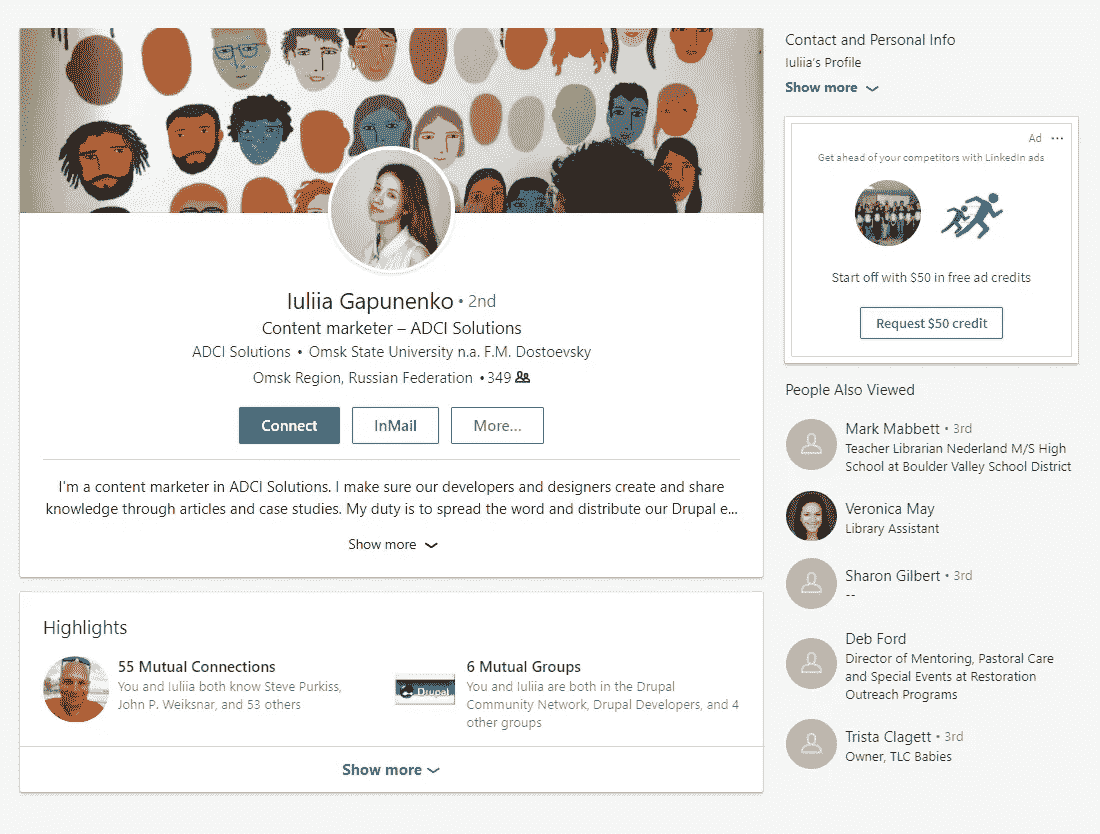 Iuliia Gapunenko • 2nd
Content marketer – ADCI Solutions
ADCI Solutions • Omsk State University n.a. F.M. Dostoevsky
Omsk Region, Russian Federation • 349
Connect
InMail
More...
I'm a content marketer in ADCI Solutions. I make sure our developers and designers create and share
knowledge through articles and case studies. My duty is to spread the word and distribute our Drupal e...
Show more
Highlights
55 Mutual Connections
You and Iuliia both know Steve Purkiss,
John P. Weiksnar, and 53 others
Drupal
6 Mutual Groups
You and Iuliia are both in the Drupal
Community Network, Drupal Developers, and 4
other groups
Show more
Contact and Personal Info
Iuliia's Profile
Show more
Ad ...
Get ahead of your competitors with LinkedIn ads
Start off with $50 in free ad credits
Request $50 credit
People Also Viewed
Mark Mabbett • 3rd
Teacher Librarian Nederland M/S High
School at Boulder Valley School District
Veronica May
Library Assistant
Sharon Gilbert • 3rd
--
Deb Ford
Director of Mentoring, Pastoral Care
and Special Events at Restoration
Outreach Programs
Trista Clagett • 3rd
Owner, TLC Babies